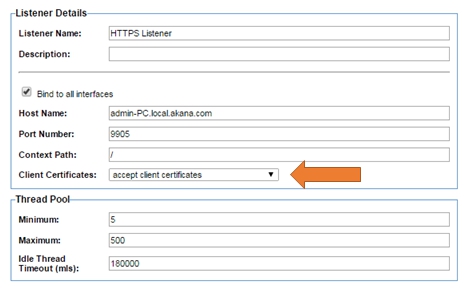 Listener Details
Listener Name: HTTPS Listener
Description:
Bind to all interfaces
Host Name: admin-PC.local.akana.com
Port Number: 9905
Context Path: /
Client Certificates: accept client certificates
Thread Pool
Minimum: 5
Maximum: 500
Idle Thread
Timeout (mls): 180000